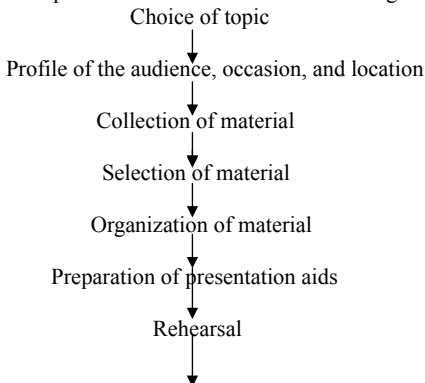 Choice of topic
Profile of the audience, occasion, and location
Collection of material
Selection of material
Organization of material
Preparation of presentation aids
Rehearsal